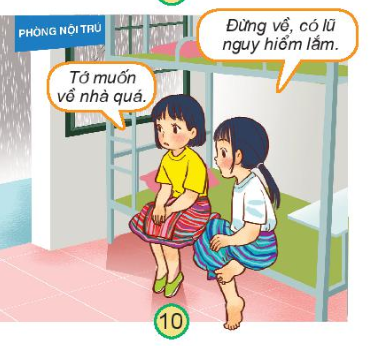 PHÒNG NỘI TRÚ
Đừng về, có lũ
nguy hiểm lắm.
Tớ muốn
về nhà quá.
10